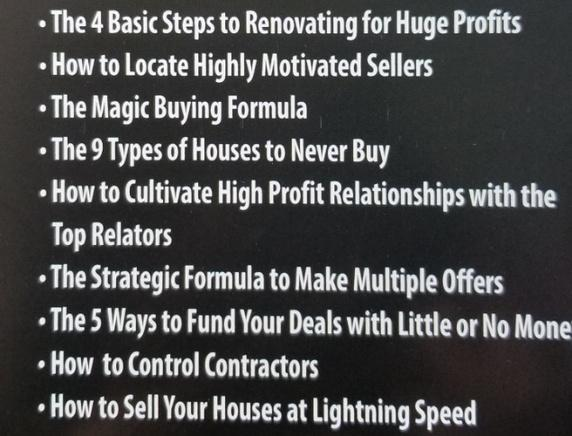 • The 4 Basic Steps to Renovating for Huge Profits
• How to Locate Highly Motivated Sellers
• The Magic Buying Formula
• The 9 Types of Houses to Never Buy
• How to Cultivate High Profit Relationships with the
Top Relators
• The Strategic Formula to Make Multiple Offers
• The 5 Ways to Fund Your Deals with Little or No Mone
• How to Control Contractors
• How to Sell Your Houses at Lightning Speed